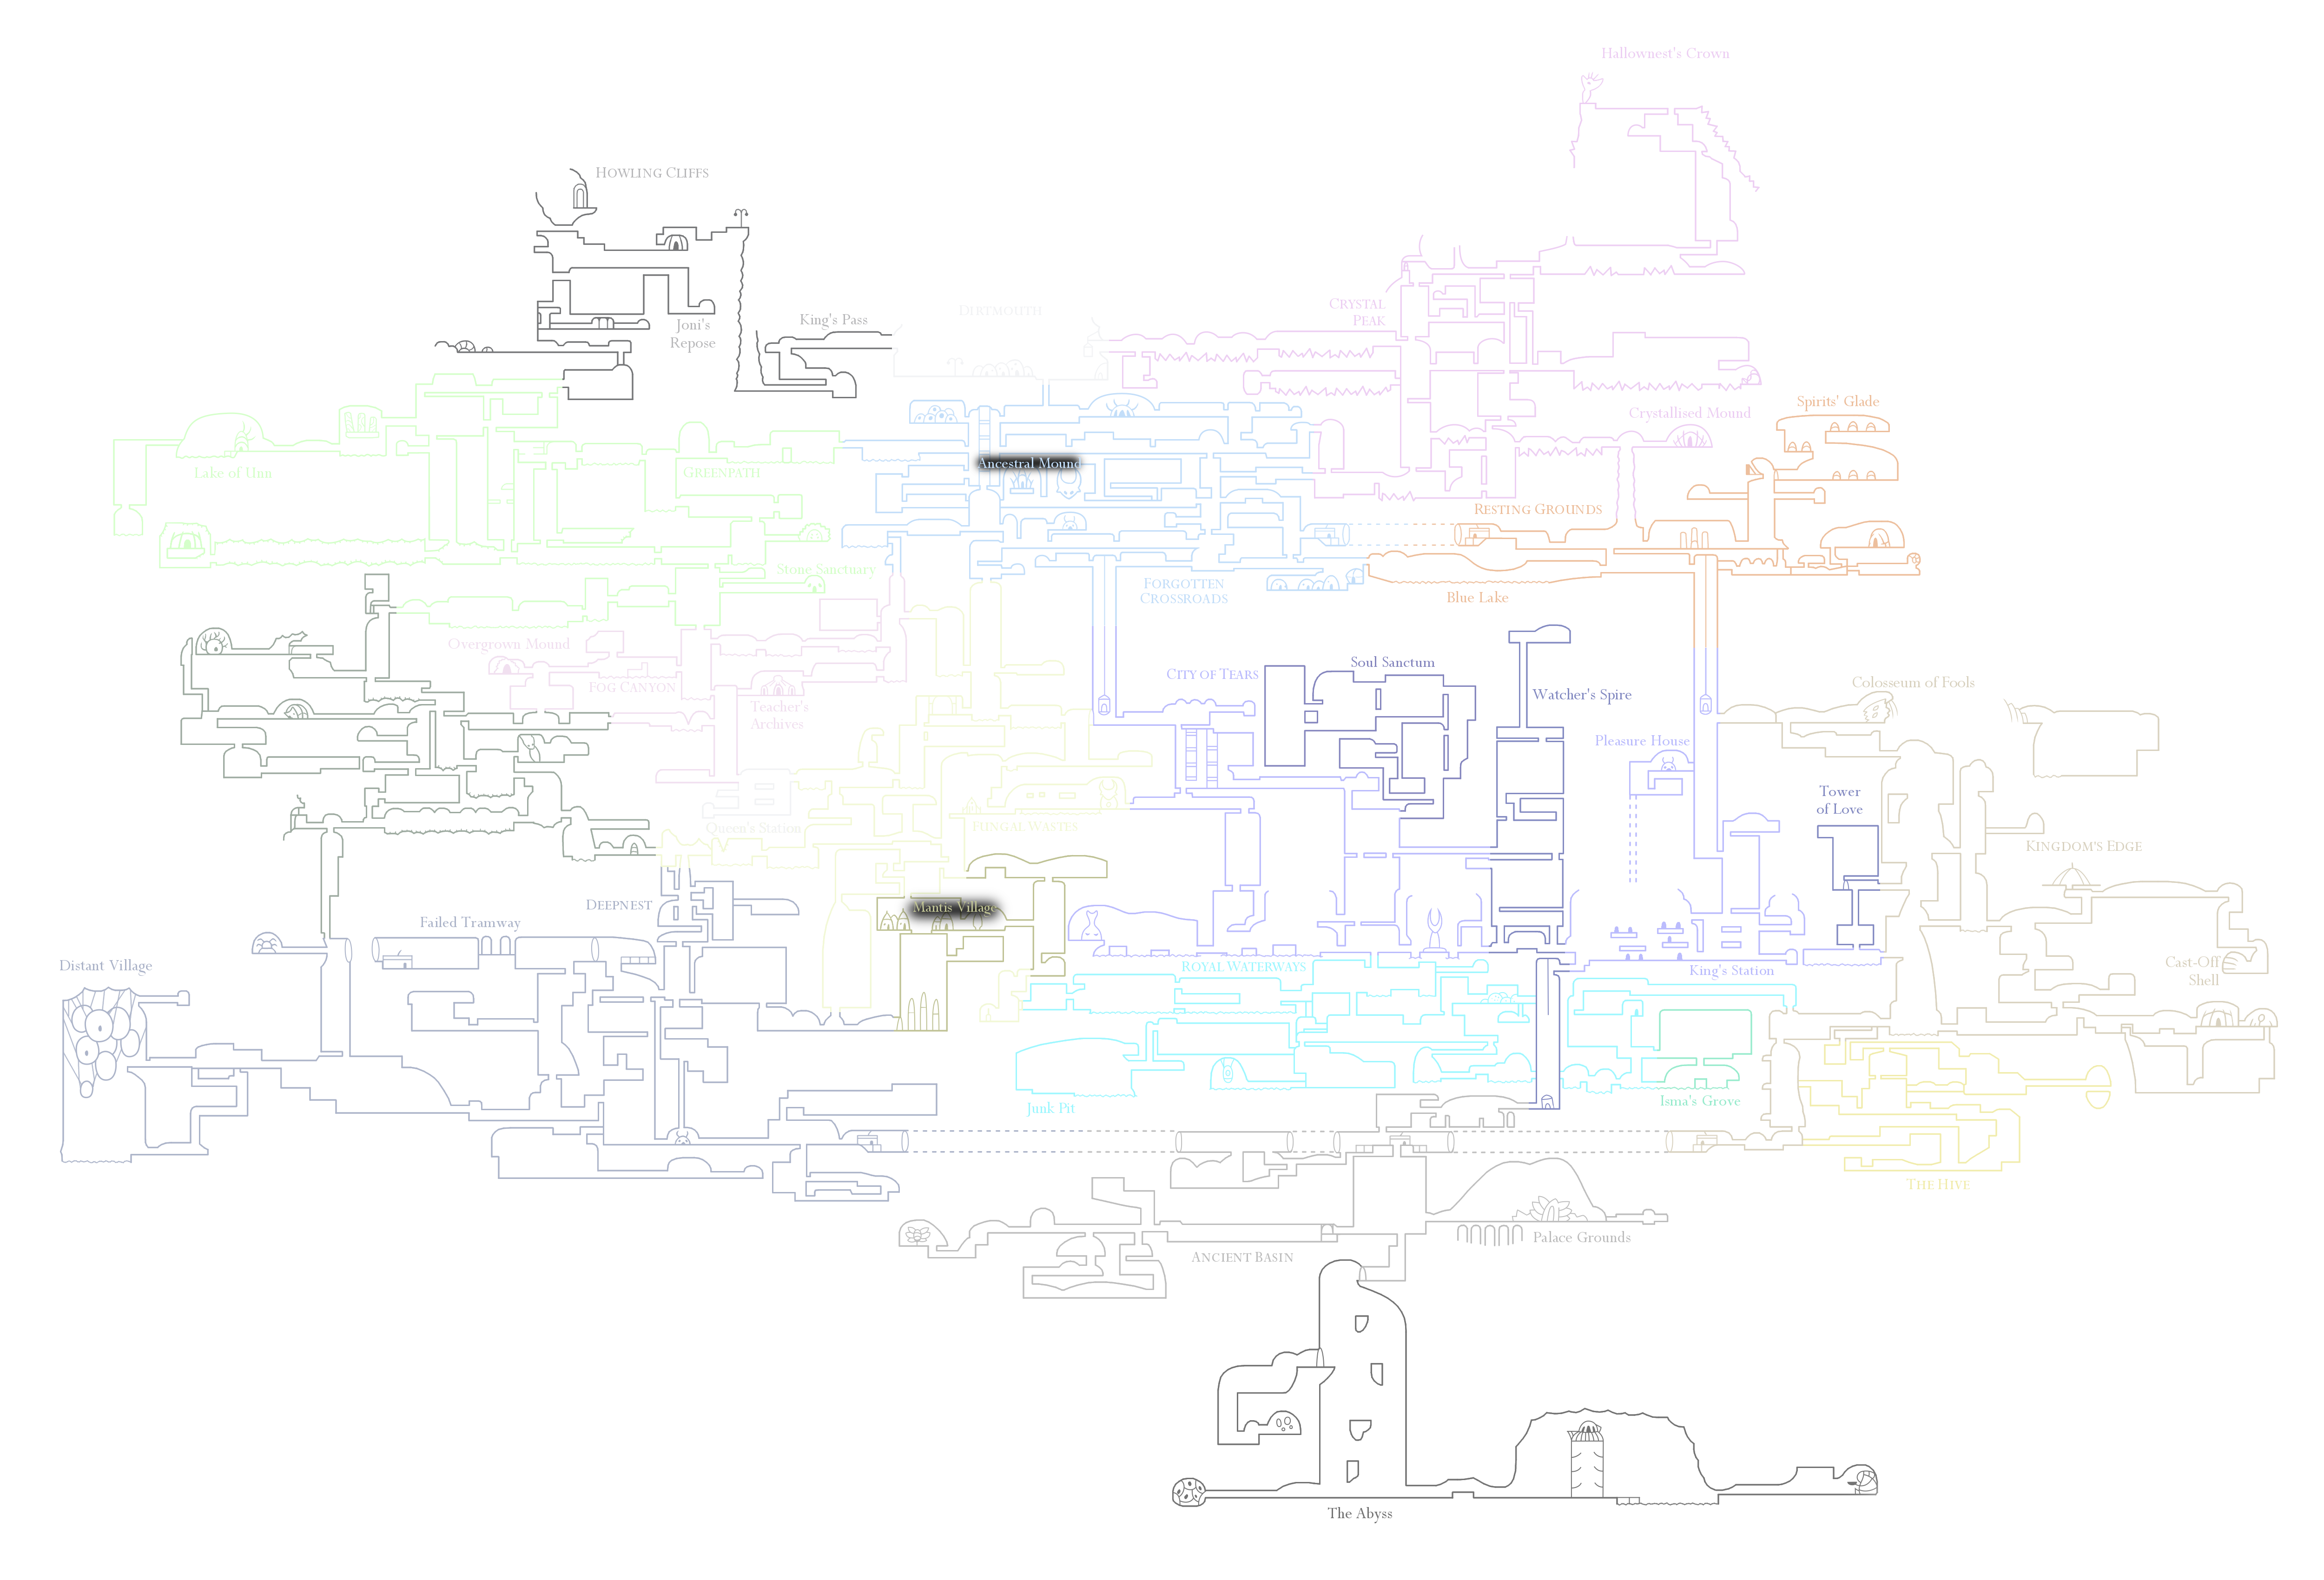 Hallownest's Crown
HOWLING CLIFFS
CRYSTAL
PEAK
DIRTMOUTH
King's Pass
Joni's
Repose
Spirits' Glade
Crystallised Mound
Ancestral Mound
Lake of Unn
GREENPATH
RESTING GROUNDS
Stone Sanctuary
FORGOTTEN
CROSSROADS
Blue Lake
Overgrown Mound
Soul Sanctum
CITY OF TEARS
FOG CANYON
Colosseum of Fools
Watcher's Spire
Teacher's
Archives
Pleasure House
Tower
of Love
Queen's Station
FUNGAL WASTES
KINGDOM'S EDGE
DEEPNEST
Mantis Village
Failed Tramway
Distant Village
ROYAL WATERWAYS
King's Station
Cast-Off
Shell
Junk Pit
Isma's Grove
THE HIVE
Palace Grounds
ANCIENT BASIN
The Abyss